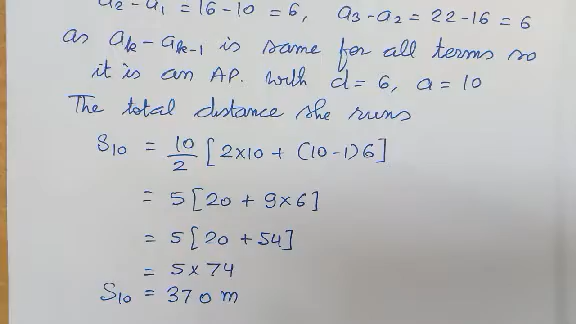 a2 - a1 = 16 - 10 = 6, a3 - a2 = 22 - 16 = 6
as ak - ak-1 is same for all terms so
it is an AP. with d = 6, a = 10
The total distance she runs
S10 = 10/2 [2×10 + (10-1)6]
= 5[20 + 9×6]
= 5[20 + 54]
= 5×74
S10 = 370 m